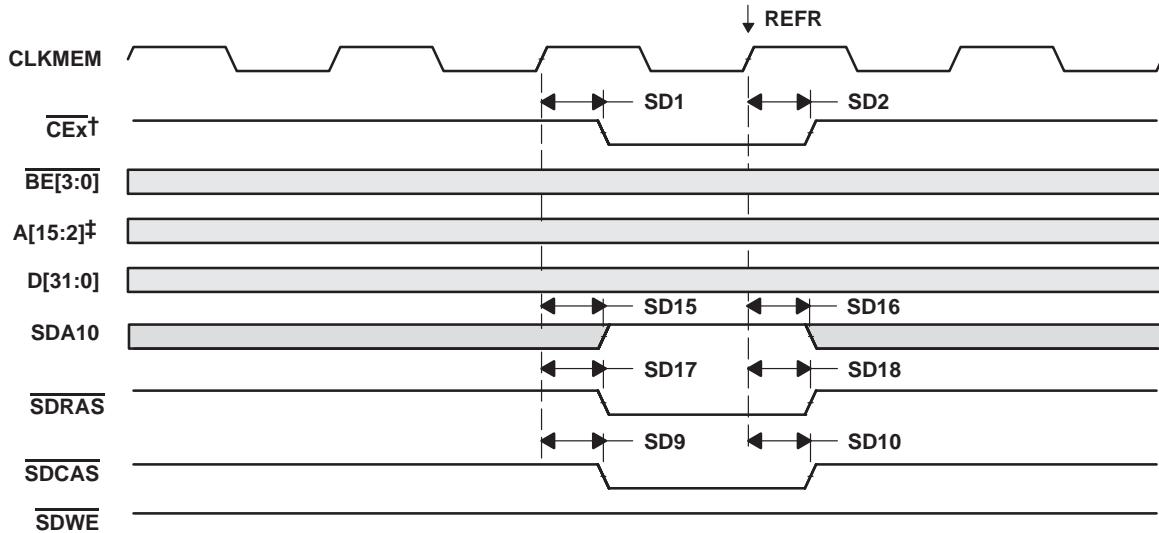 REFR
CLKMEM
SD1 SD2
CEx†
BE[3:0]
A[15:2]‡
D[31:0]
SD15 SD16
SDA10
SD17 SD18
SDRAS
SD9 SD10
SDCAS
SDWE